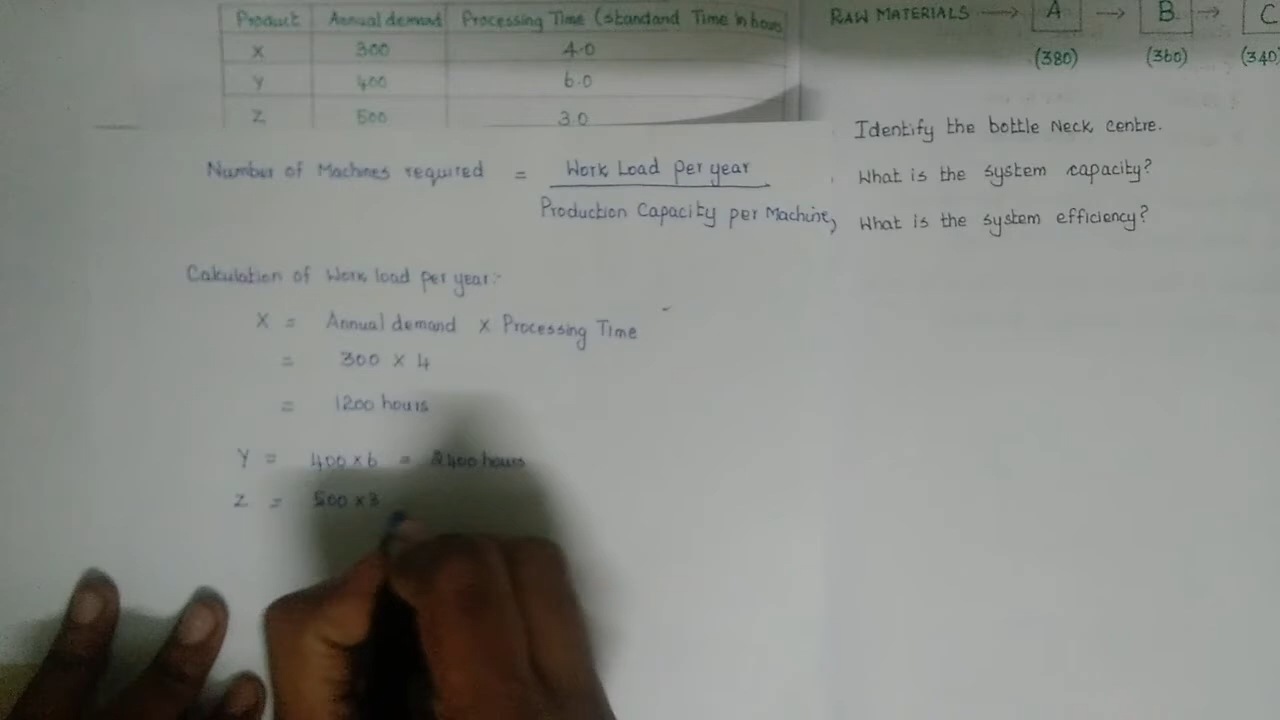 Product Annual demand Processing Time (standard Time in hours
X 300 4.0
Y 400 6.0
Z 500 3.0
Number of Machines required = Work Load per year
Production Capacity per Machine,
Calculation of Work load per year:-
X = Annual demand x Processing Time
= 300 x 4
= 1200 hours
Y = 400 x 6 = 2400 hours
Z = 500 x 3
RAW MATERIALS → A → B → C
(380) (360) (340)
Identify the bottle Neck centre.
What is the system capacity?
What is the system efficiency?